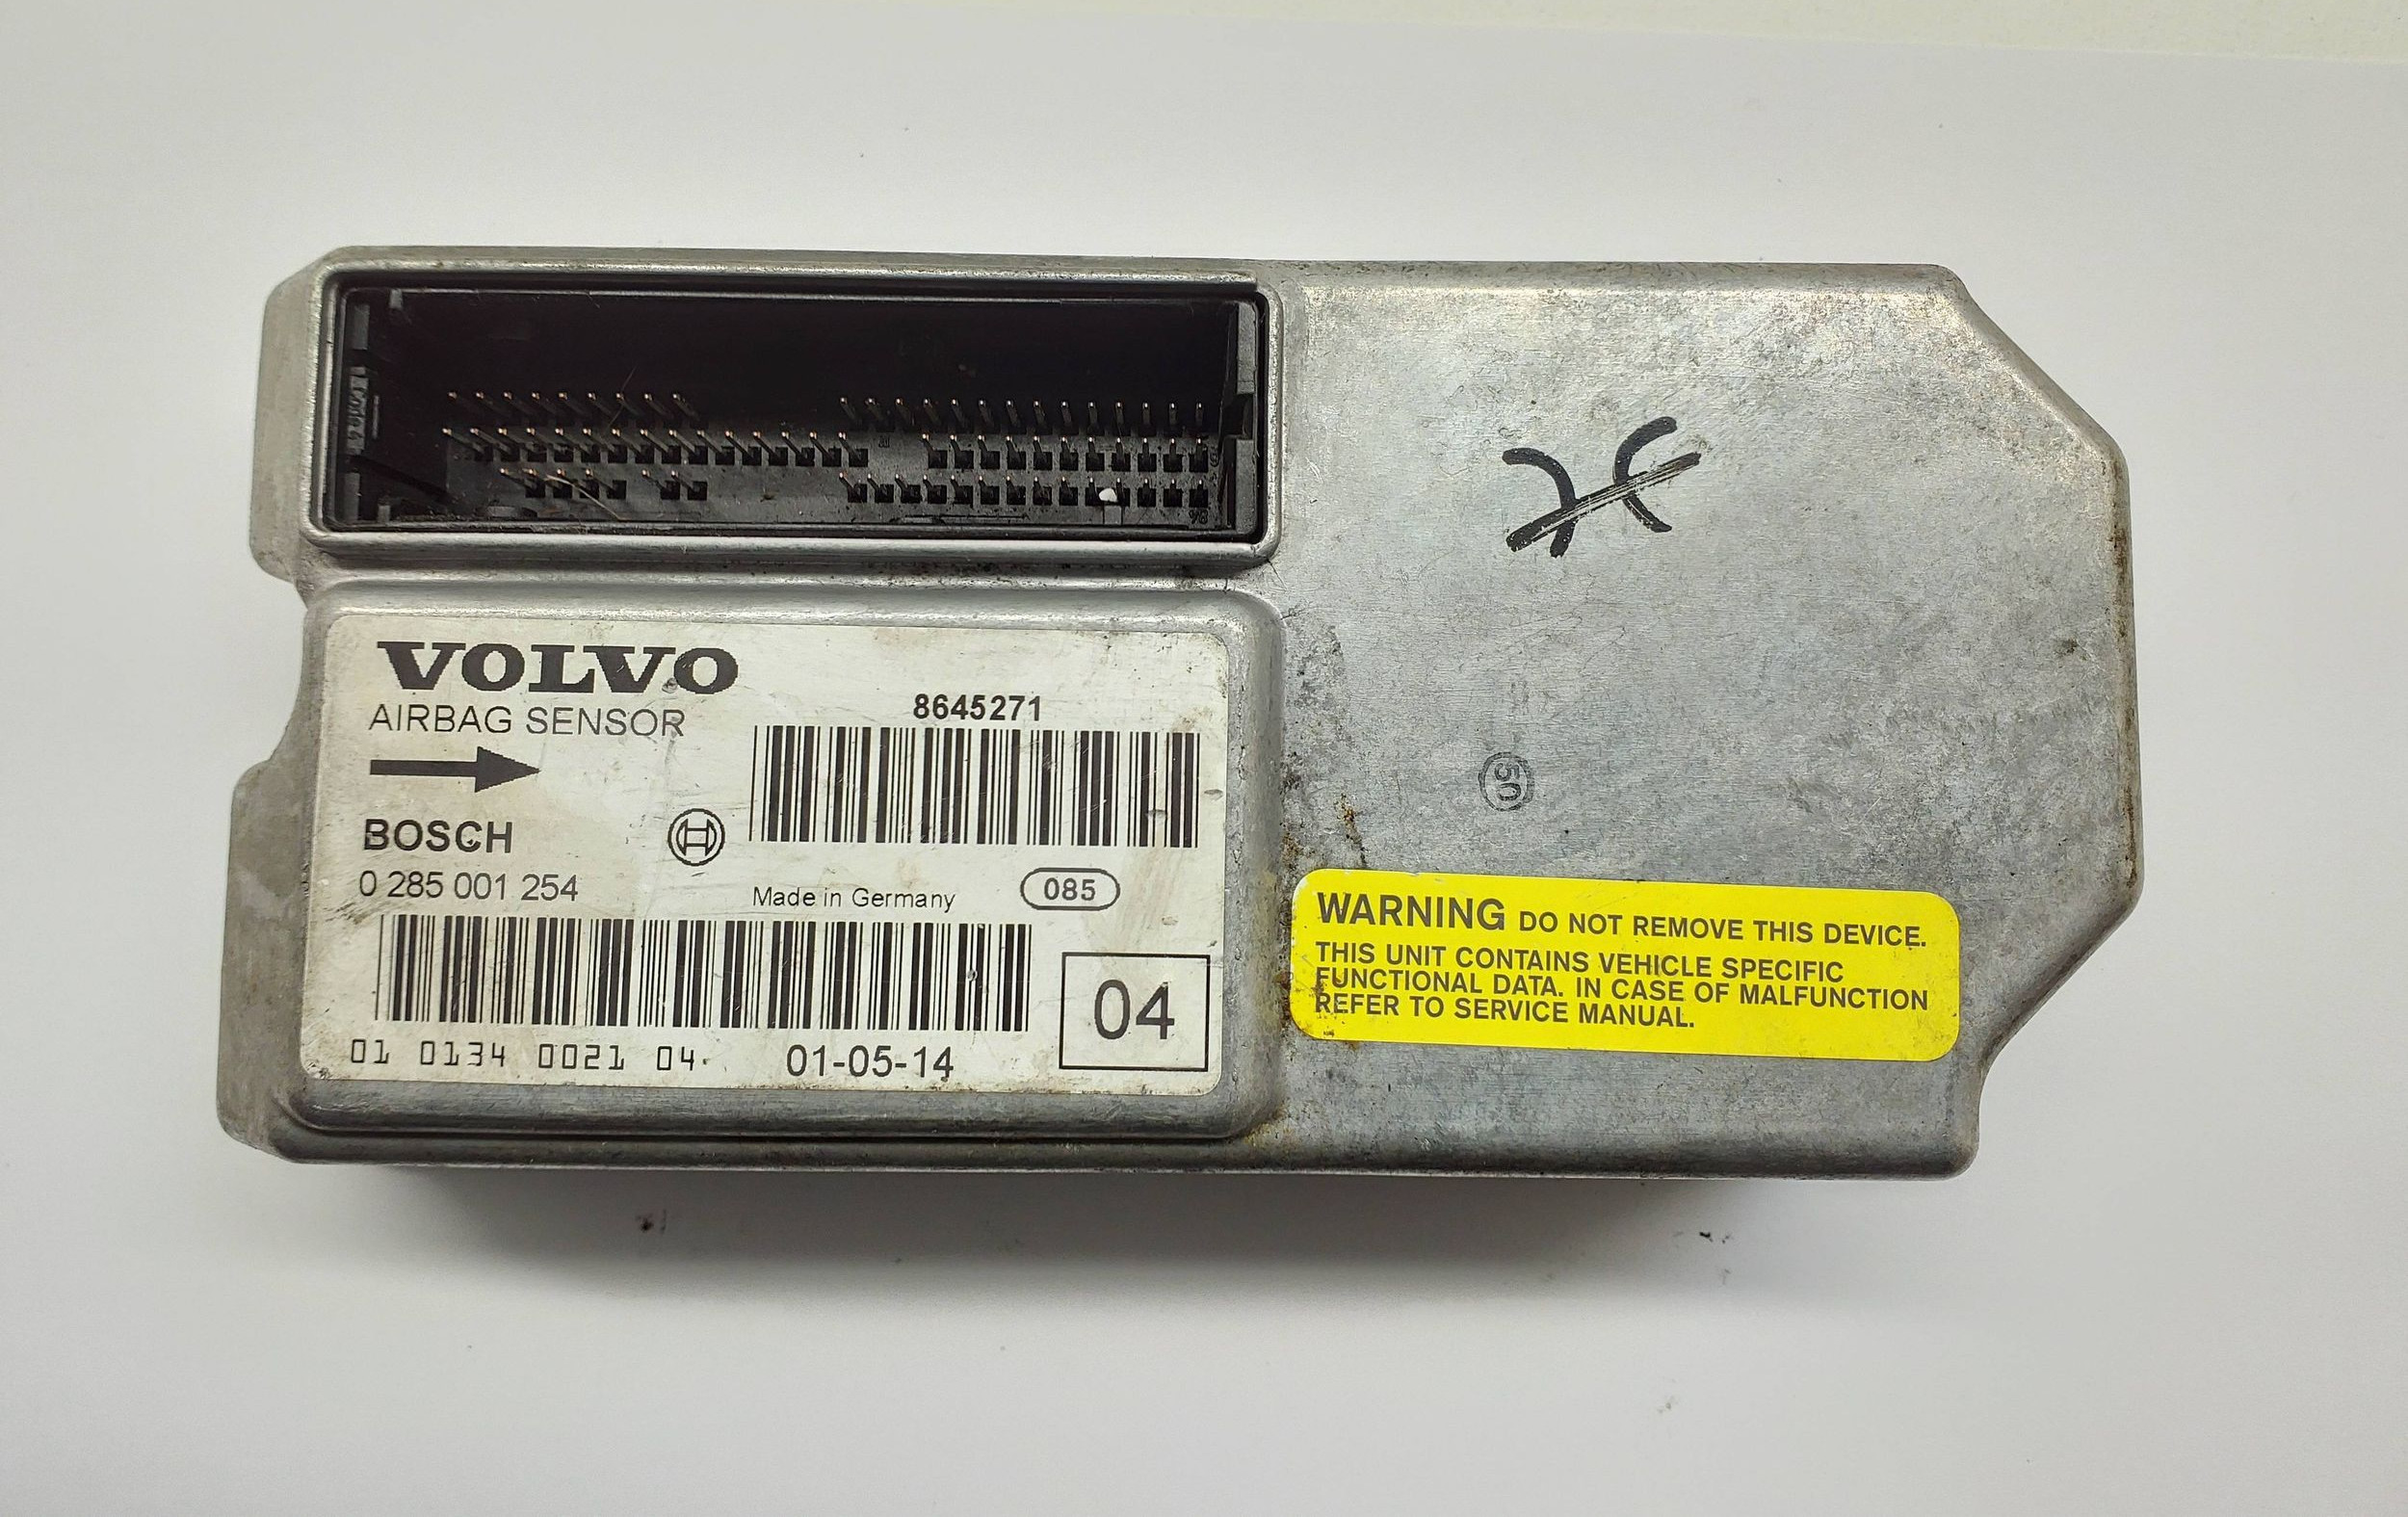 VOLVO
AIRBAG SENSOR
8645271
BOSCH
0 285 001 254
Made in Germany
085
04
01 0134 0021 04
01-05-14
50
WARNING DO NOT REMOVE THIS DEVICE.
THIS UNIT CONTAINS VEHICLE SPECIFIC
FUNCTIONAL DATA. IN CASE OF MALFUNCTION
REFER TO SERVICE MANUAL.